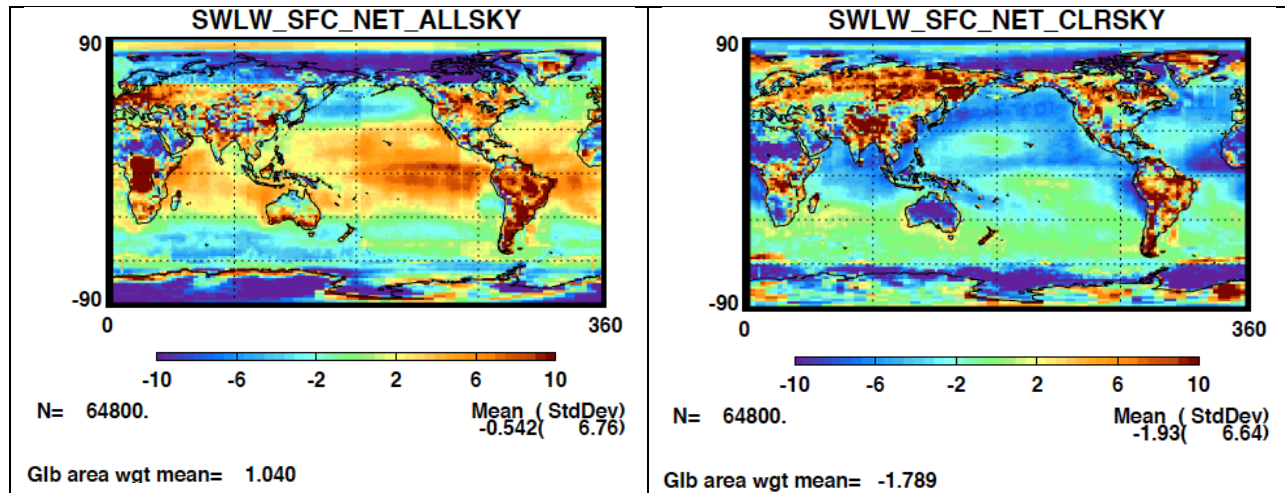 SWLW_SFC_NET_ALLSKY
90
-90
0
360
-10 -6 -2 2 6 10
N= 64800.
Mean ( StdDev)
-0.542( 6.76)
Glb area wgt mean= 1.040
SWLW_SFC_NET_CLRSKY
90
-90
0
360
-10 -6 -2 2 6 10
N= 64800.
Mean ( StdDev)
-1.93( 6.64)
Glb area wgt mean= -1.789